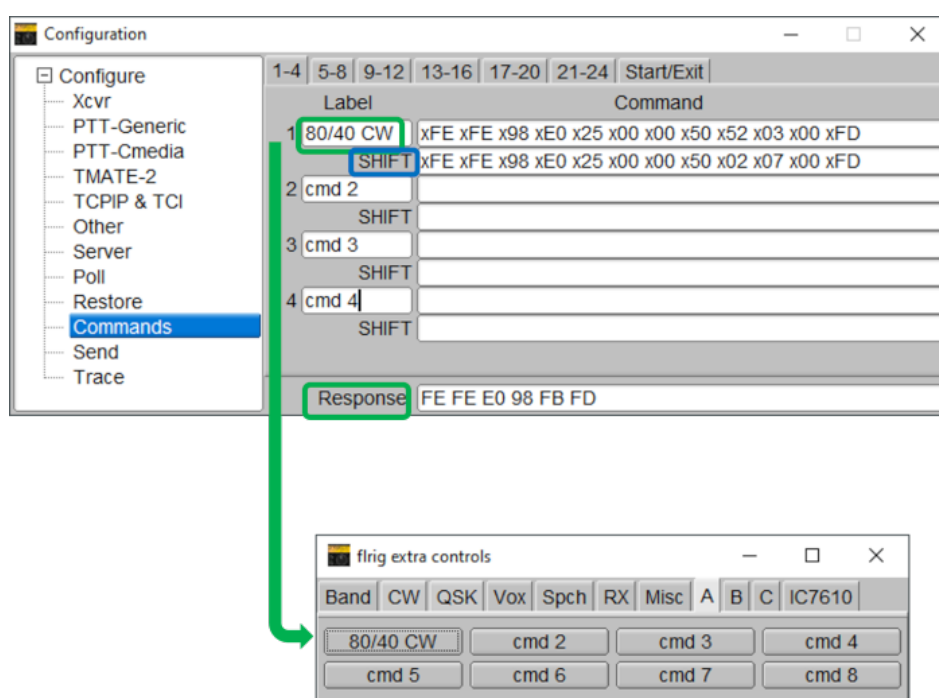 Configuration
Configure
Xcvr
PTT-Generic
PTT-Cmedia
TMATE-2
TCPIP & TCI
Other
Server
Poll
Restore
Commands
Send
Trace
1-4 5-8 9-12 13-16 17-20 21-24 Start/Exit
Label Command
1 80/40 CW xFE xFE x98 xE0 x25 x00 x00 x50 x52 x03 x00 xFD
SHIFT xFE xFE x98 xE0 x25 x00 x00 x50 x02 x07 x00 xFD
2 cmd 2
SHIFT
3 cmd 3
SHIFT
4 cmd 4
SHIFT
Response FE FE E0 98 FB FD
flrig extra controls
Band CW QSK Vox Spch RX Misc A B C IC7610
80/40 CW cmd 2 cmd 3 cmd 4
cmd 5 cmd 6 cmd 7 cmd 8